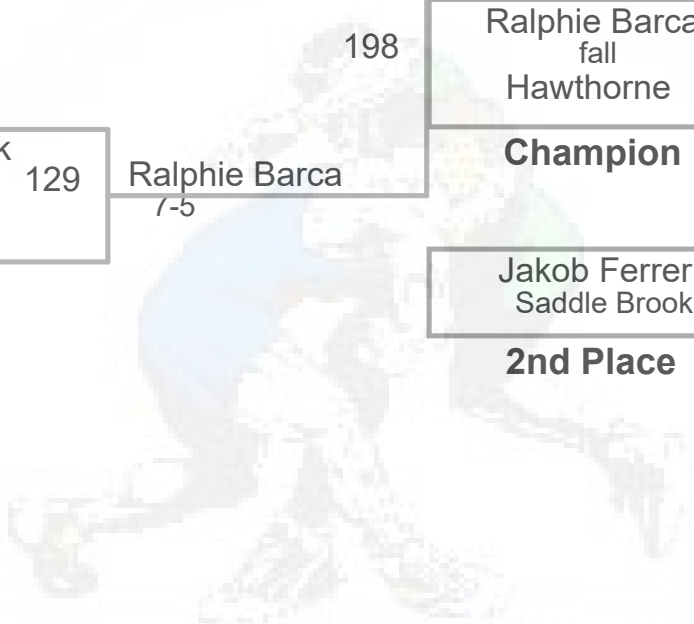 198
Ralphie Barca
fall
Hawthorne
Champion
k
129
Ralphie Barca
7-5
Jakob Ferrer
Saddle Brook
2nd Place